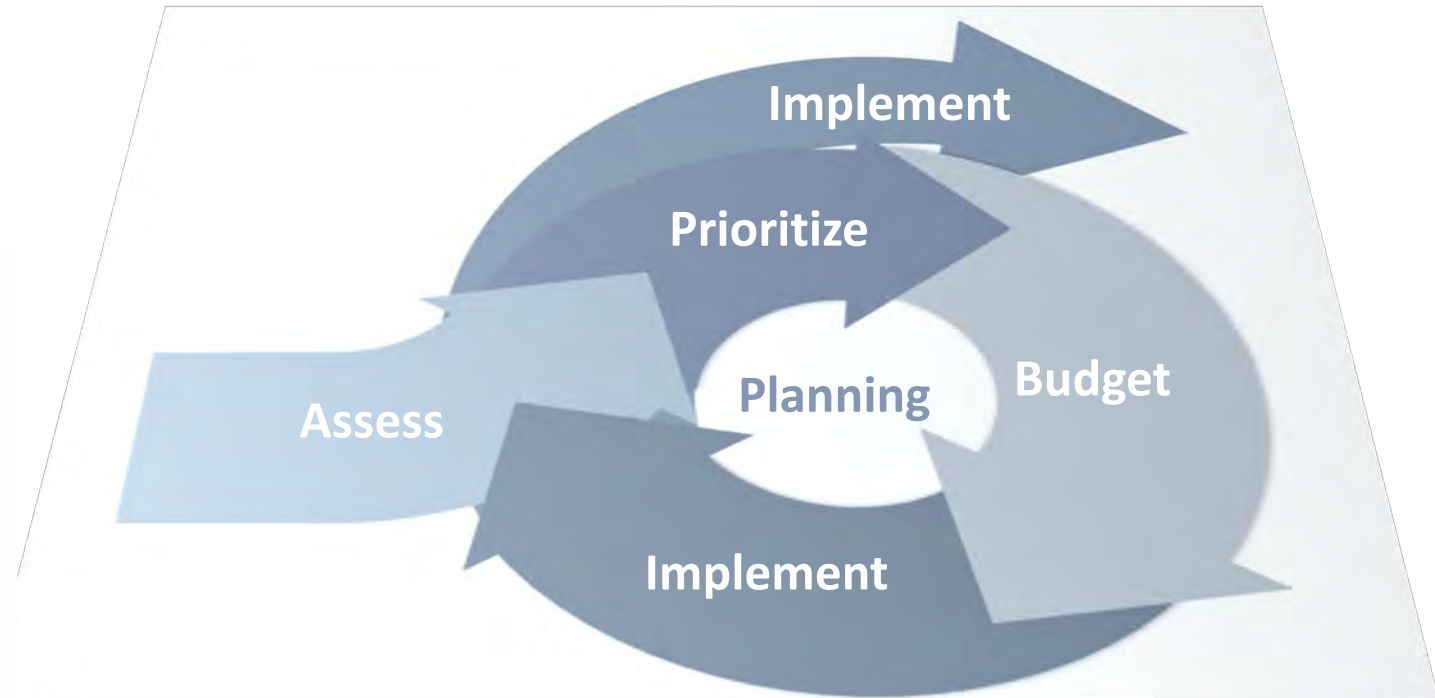 Implement
Prioritize
Planning
Budget
Assess
Implement